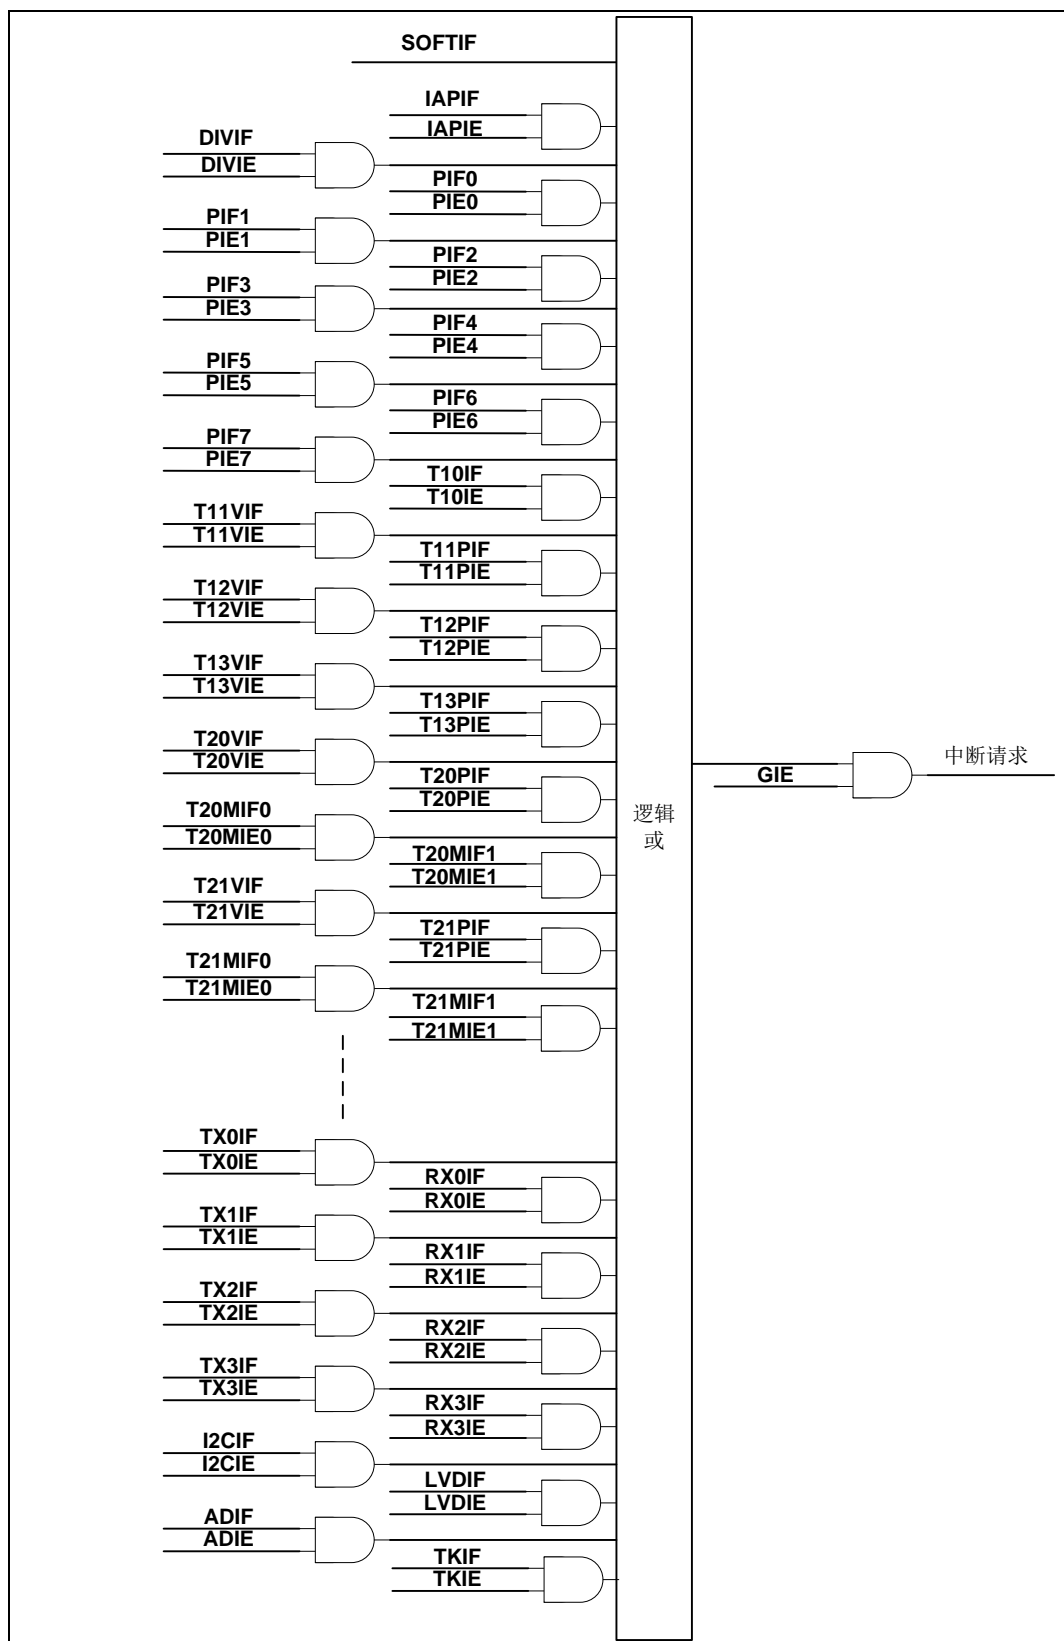 SOFTIF
IAPIF
IAPIE
DIVIF
DIVIE
PIF0
PIE0
PIF1
PIE1
PIF2
PIE2
PIF3
PIE3
PIF4
PIE4
PIF5
PIE5
PIF6
PIE6
PIF7
PIE7
T10IF
T10IE
T11VIF
T11VIE
T11PIF
T11PIE
T12VIF
T12VIE
T12PIF
T12PIE
T13VIF
T13VIE
T13PIF
T13PIE
T20VIF
T20VIE
T20PIF
T20PIE
GIE
中断请求
逻辑
或
T20MIF0
T20MIE0
T20MIF1
T20MIE1
T21VIF
T21VIE
T21PIF
T21PIE
T21MIF0
T21MIE0
T21MIF1
T21MIE1
TX0IF
TX0IE
RX0IF
RX0IE
TX1IF
TX1IE
RX1IF
RX1IE
TX2IF
TX2IE
RX2IF
RX2IE
TX3IF
TX3IE
RX3IF
RX3IE
I2CIF
I2CIE
LVDIF
LVDIE
ADIF
ADIE
TKIF
TKIE